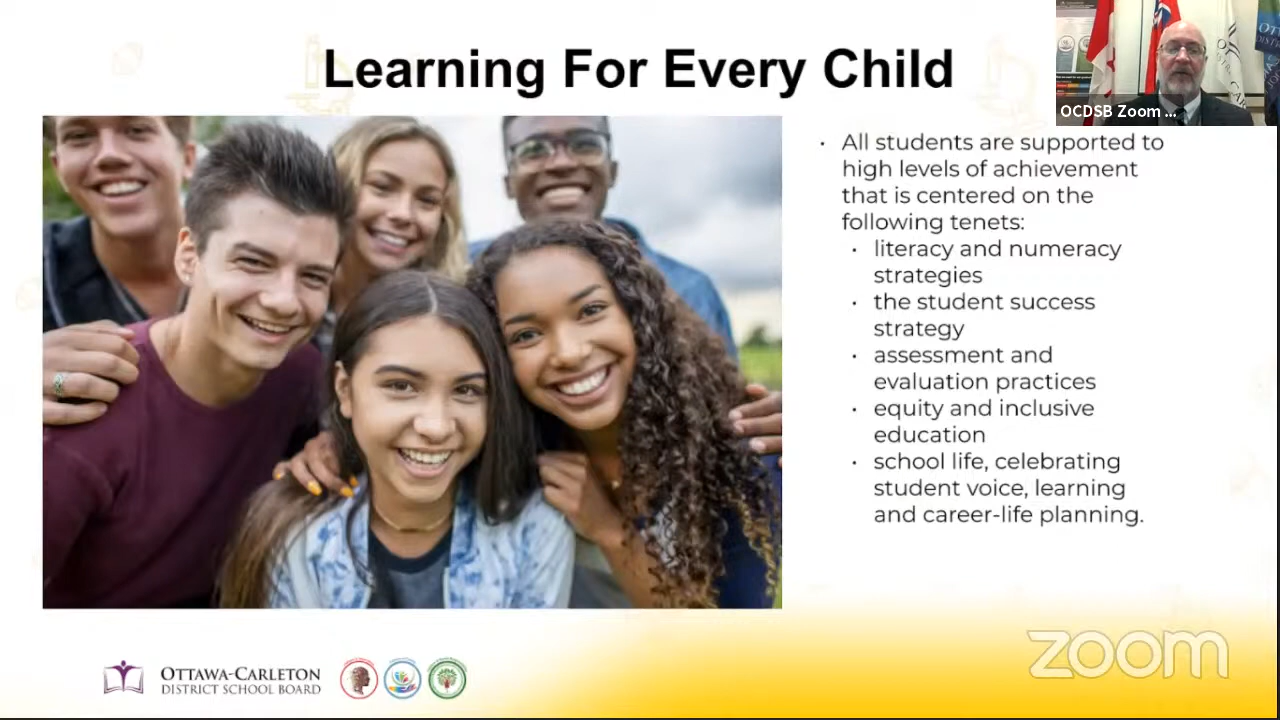 Learning For Every Child
OCDSB Zoom ...
• All students are supported to
high levels of achievement
that is centered on the
following tenets:
• literacy and numeracy
strategies
• the student success
strategy
• assessment and
evaluation practices
• equity and inclusive
education
• school life, celebrating
student voice, learning
and career-life planning.
OTTAWA-CARLETON
DISTRICT SCHOOL BOARD
zoom